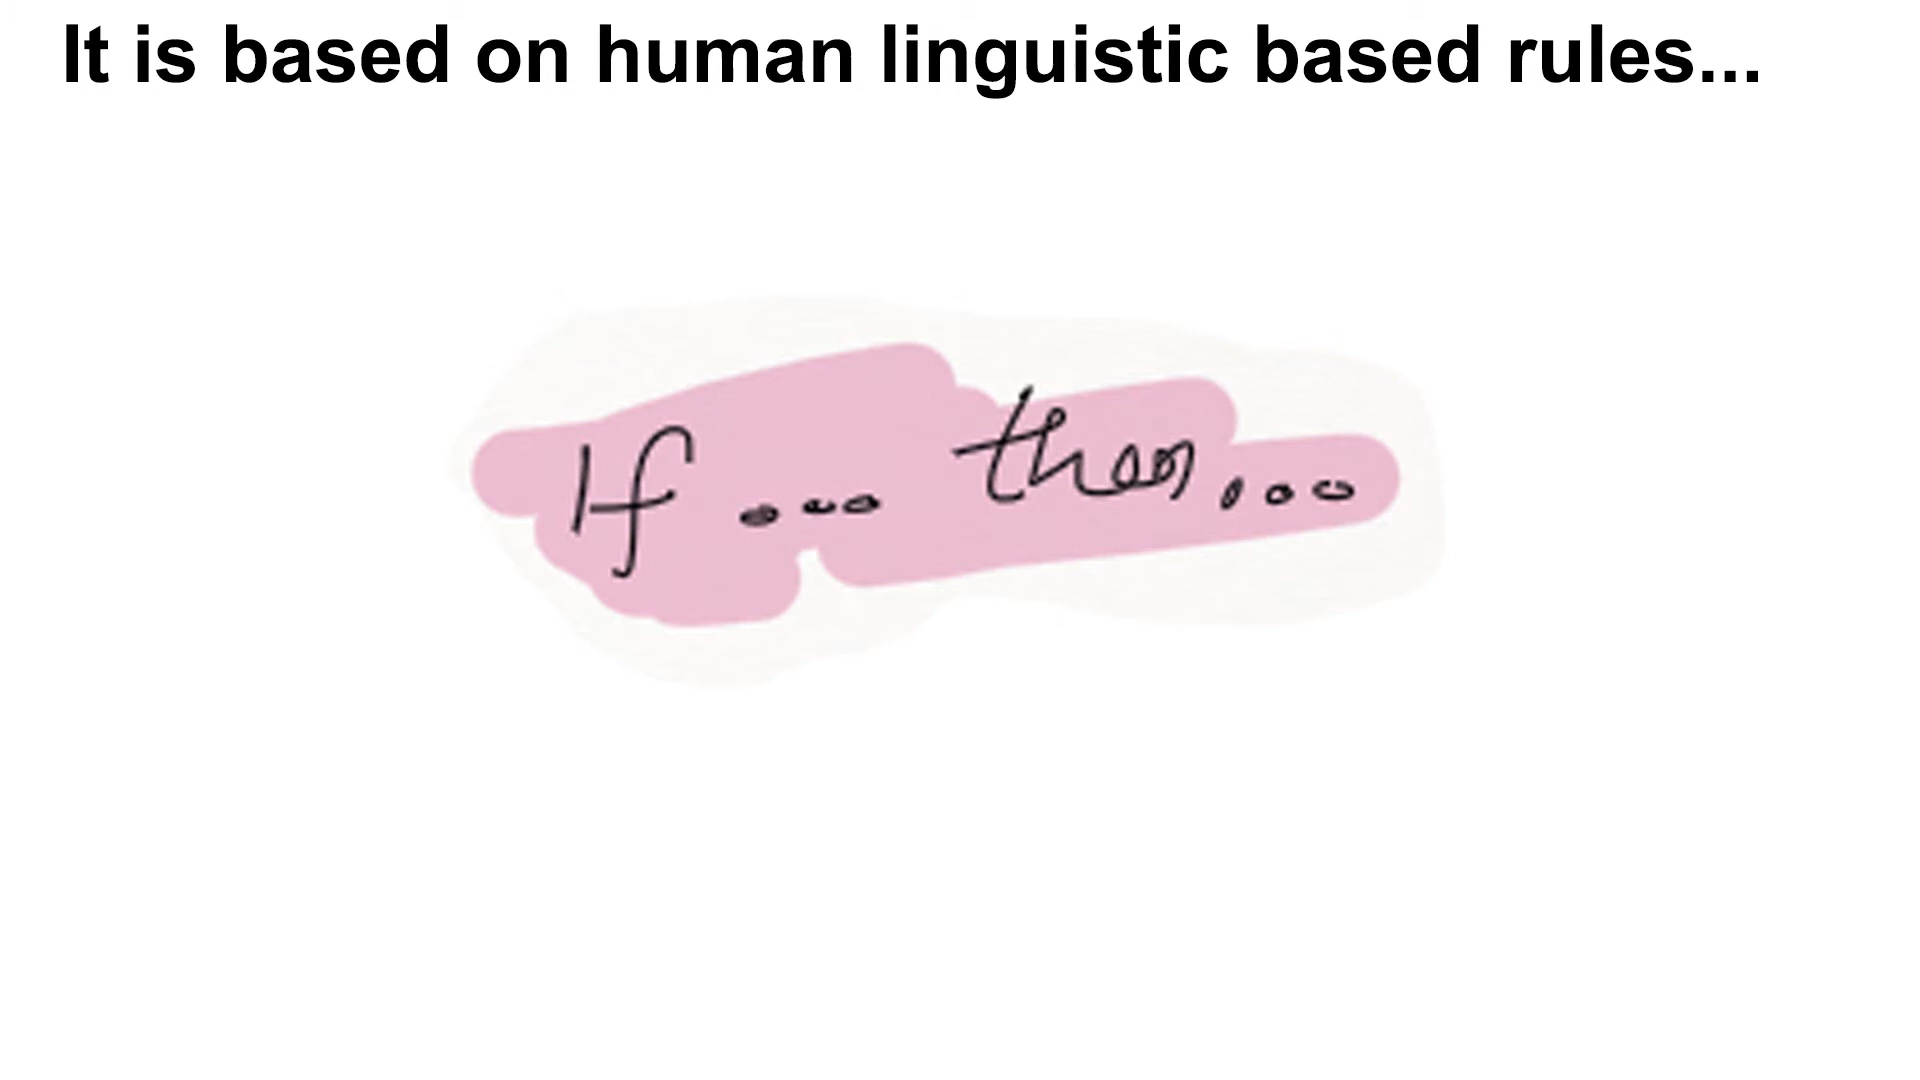 It is based on human linguistic based rules...
If ... then ...